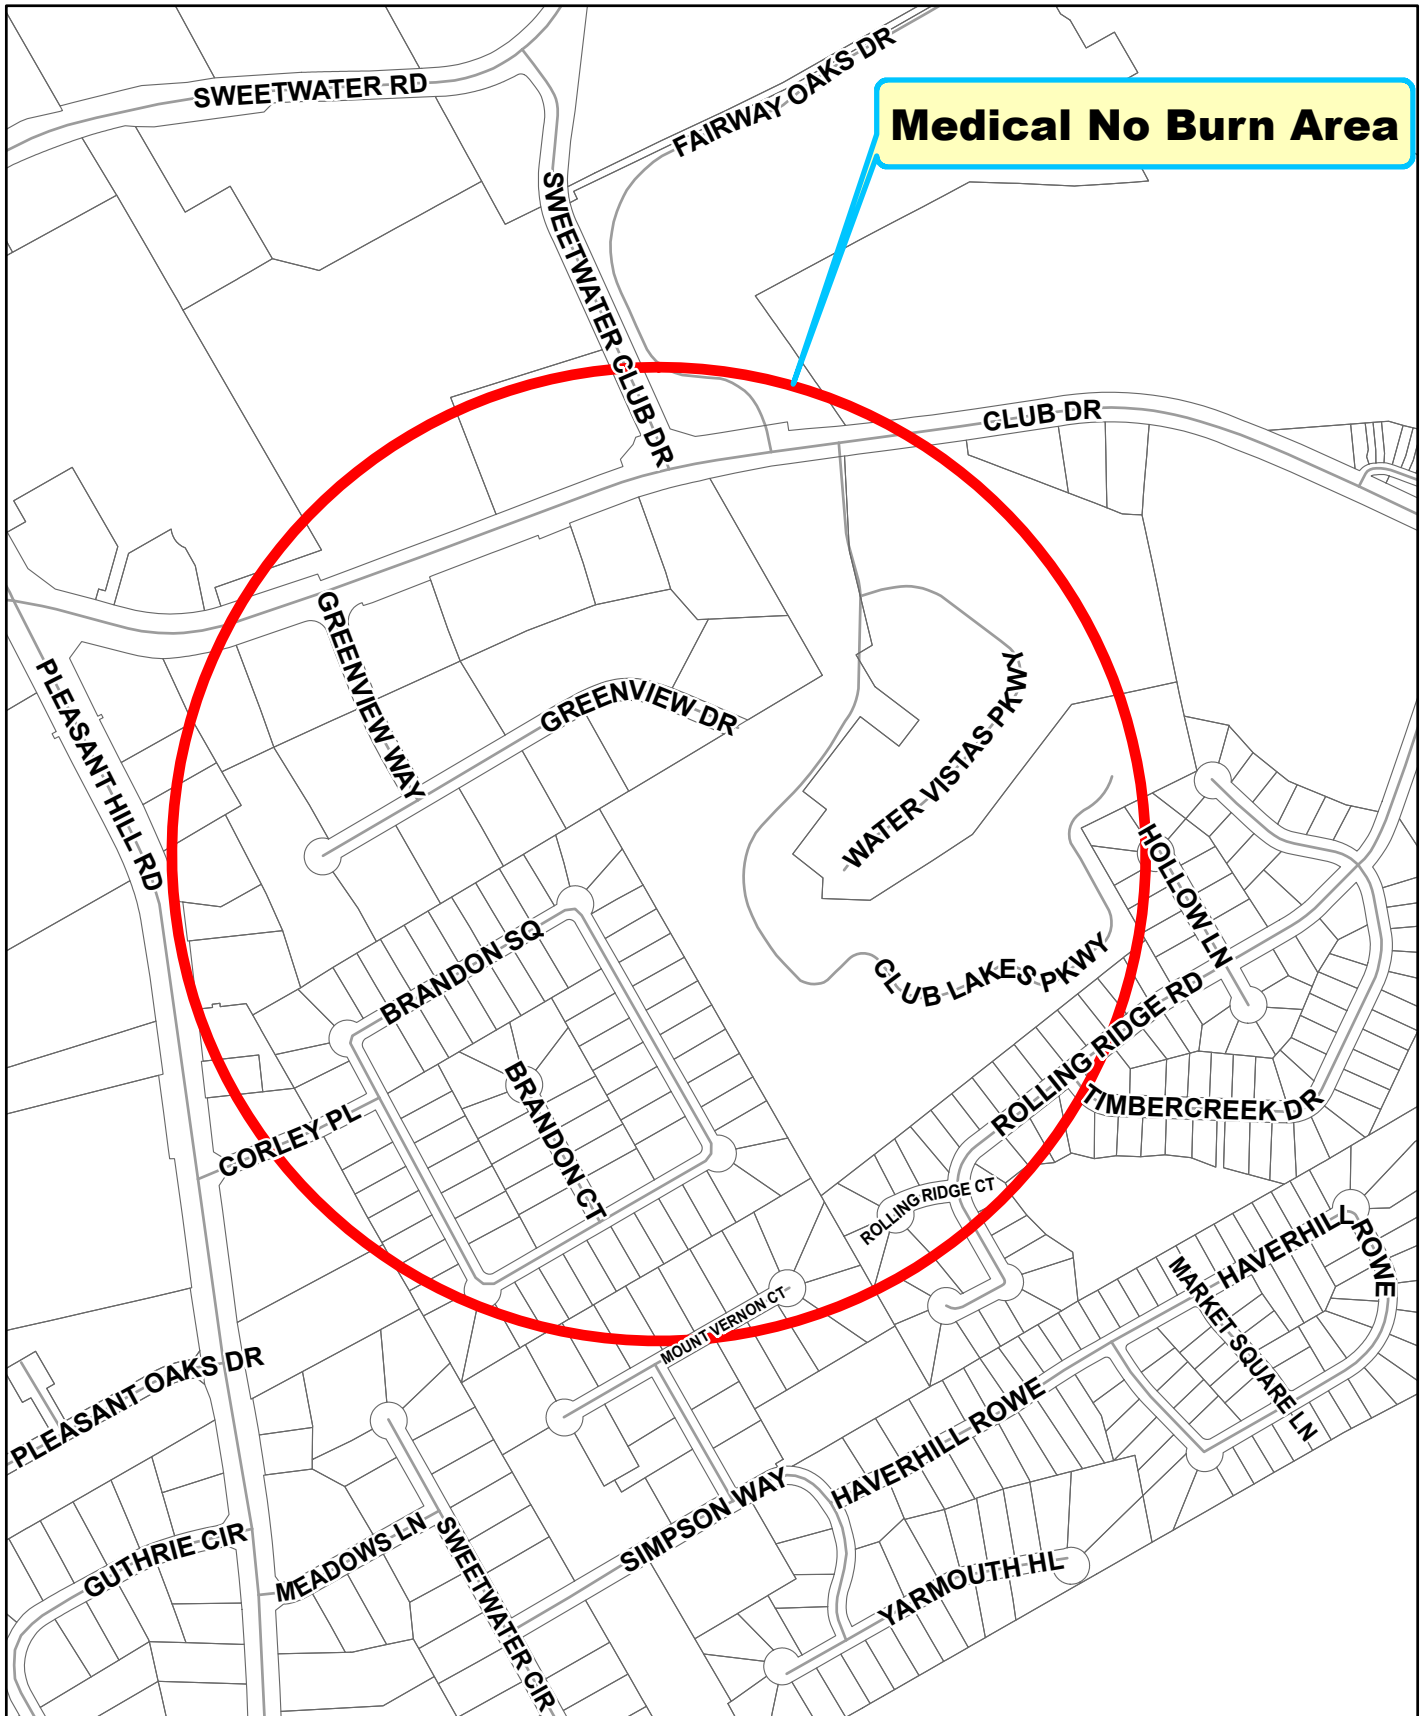 SWEETWATER RD
FAIRWAY OAKS DR
Medical No Burn Area
SWEETWATER CLUB DR
CLUB DR
GREENVIEW WAY
PLEASANT HILL RD
GREENVIEW DR
WATER VISTAS PKWY
HOLLOW LN
BRANDON SQ
CLUB LAKES PKWY
ROLLING RIDGE RD
BRANDON CT
TIMBERCREEK DR
CORLEY PL
ROLLING RIDGE CT
HAVERHILL ROWE
MARKET SQUARE LN
MOUNT VERNON CT
PLEASANT OAKS DR
HAVERHILL ROWE
SIMPSON WAY
GUTHRIE CIR
MEADOWS LN
SWEETWATER CIR
YARMOUTH HL